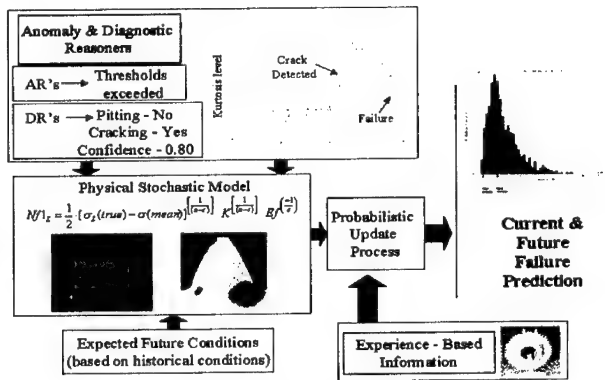 Anomaly & Diagnostic
Reasoners
AR's Thresholds
exceeded
DR's Pitting - No
Cracking - Yes
Confidence - 0.80
Kurtosis level
Crack
Detected
Failure
Physical Stochastic Model
Probabilistic
Update
Process
Current &
Future
Failure
Prediction
Expected Future Conditions
(based on historical conditions)
Experience - Based
Information